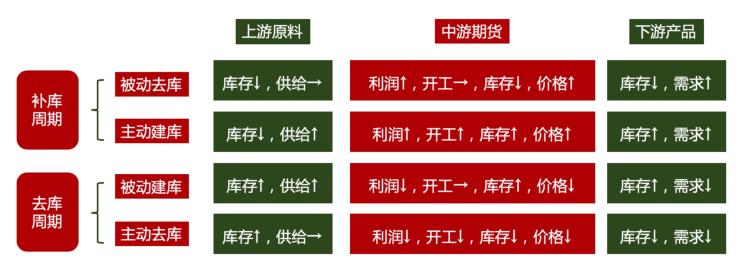 上游原料 中游期货 下游产品
补库
周期
被动去库 库存↓，供给→ 利润↑，开工→，库存↓，价格↑ 库存↓，需求↑
主动建库 库存↓，供给↑ 利润↑，开工↑，库存↑，价格↑ 库存↑，需求↑
去库
周期
被动建库 库存↑，供给↑ 利润↓，开工→，库存↑，价格↓ 库存↑，需求↓
主动去库 库存↑，供给→ 利润↓，开工↓，库存↓，价格↓ 库存↓，需求↓